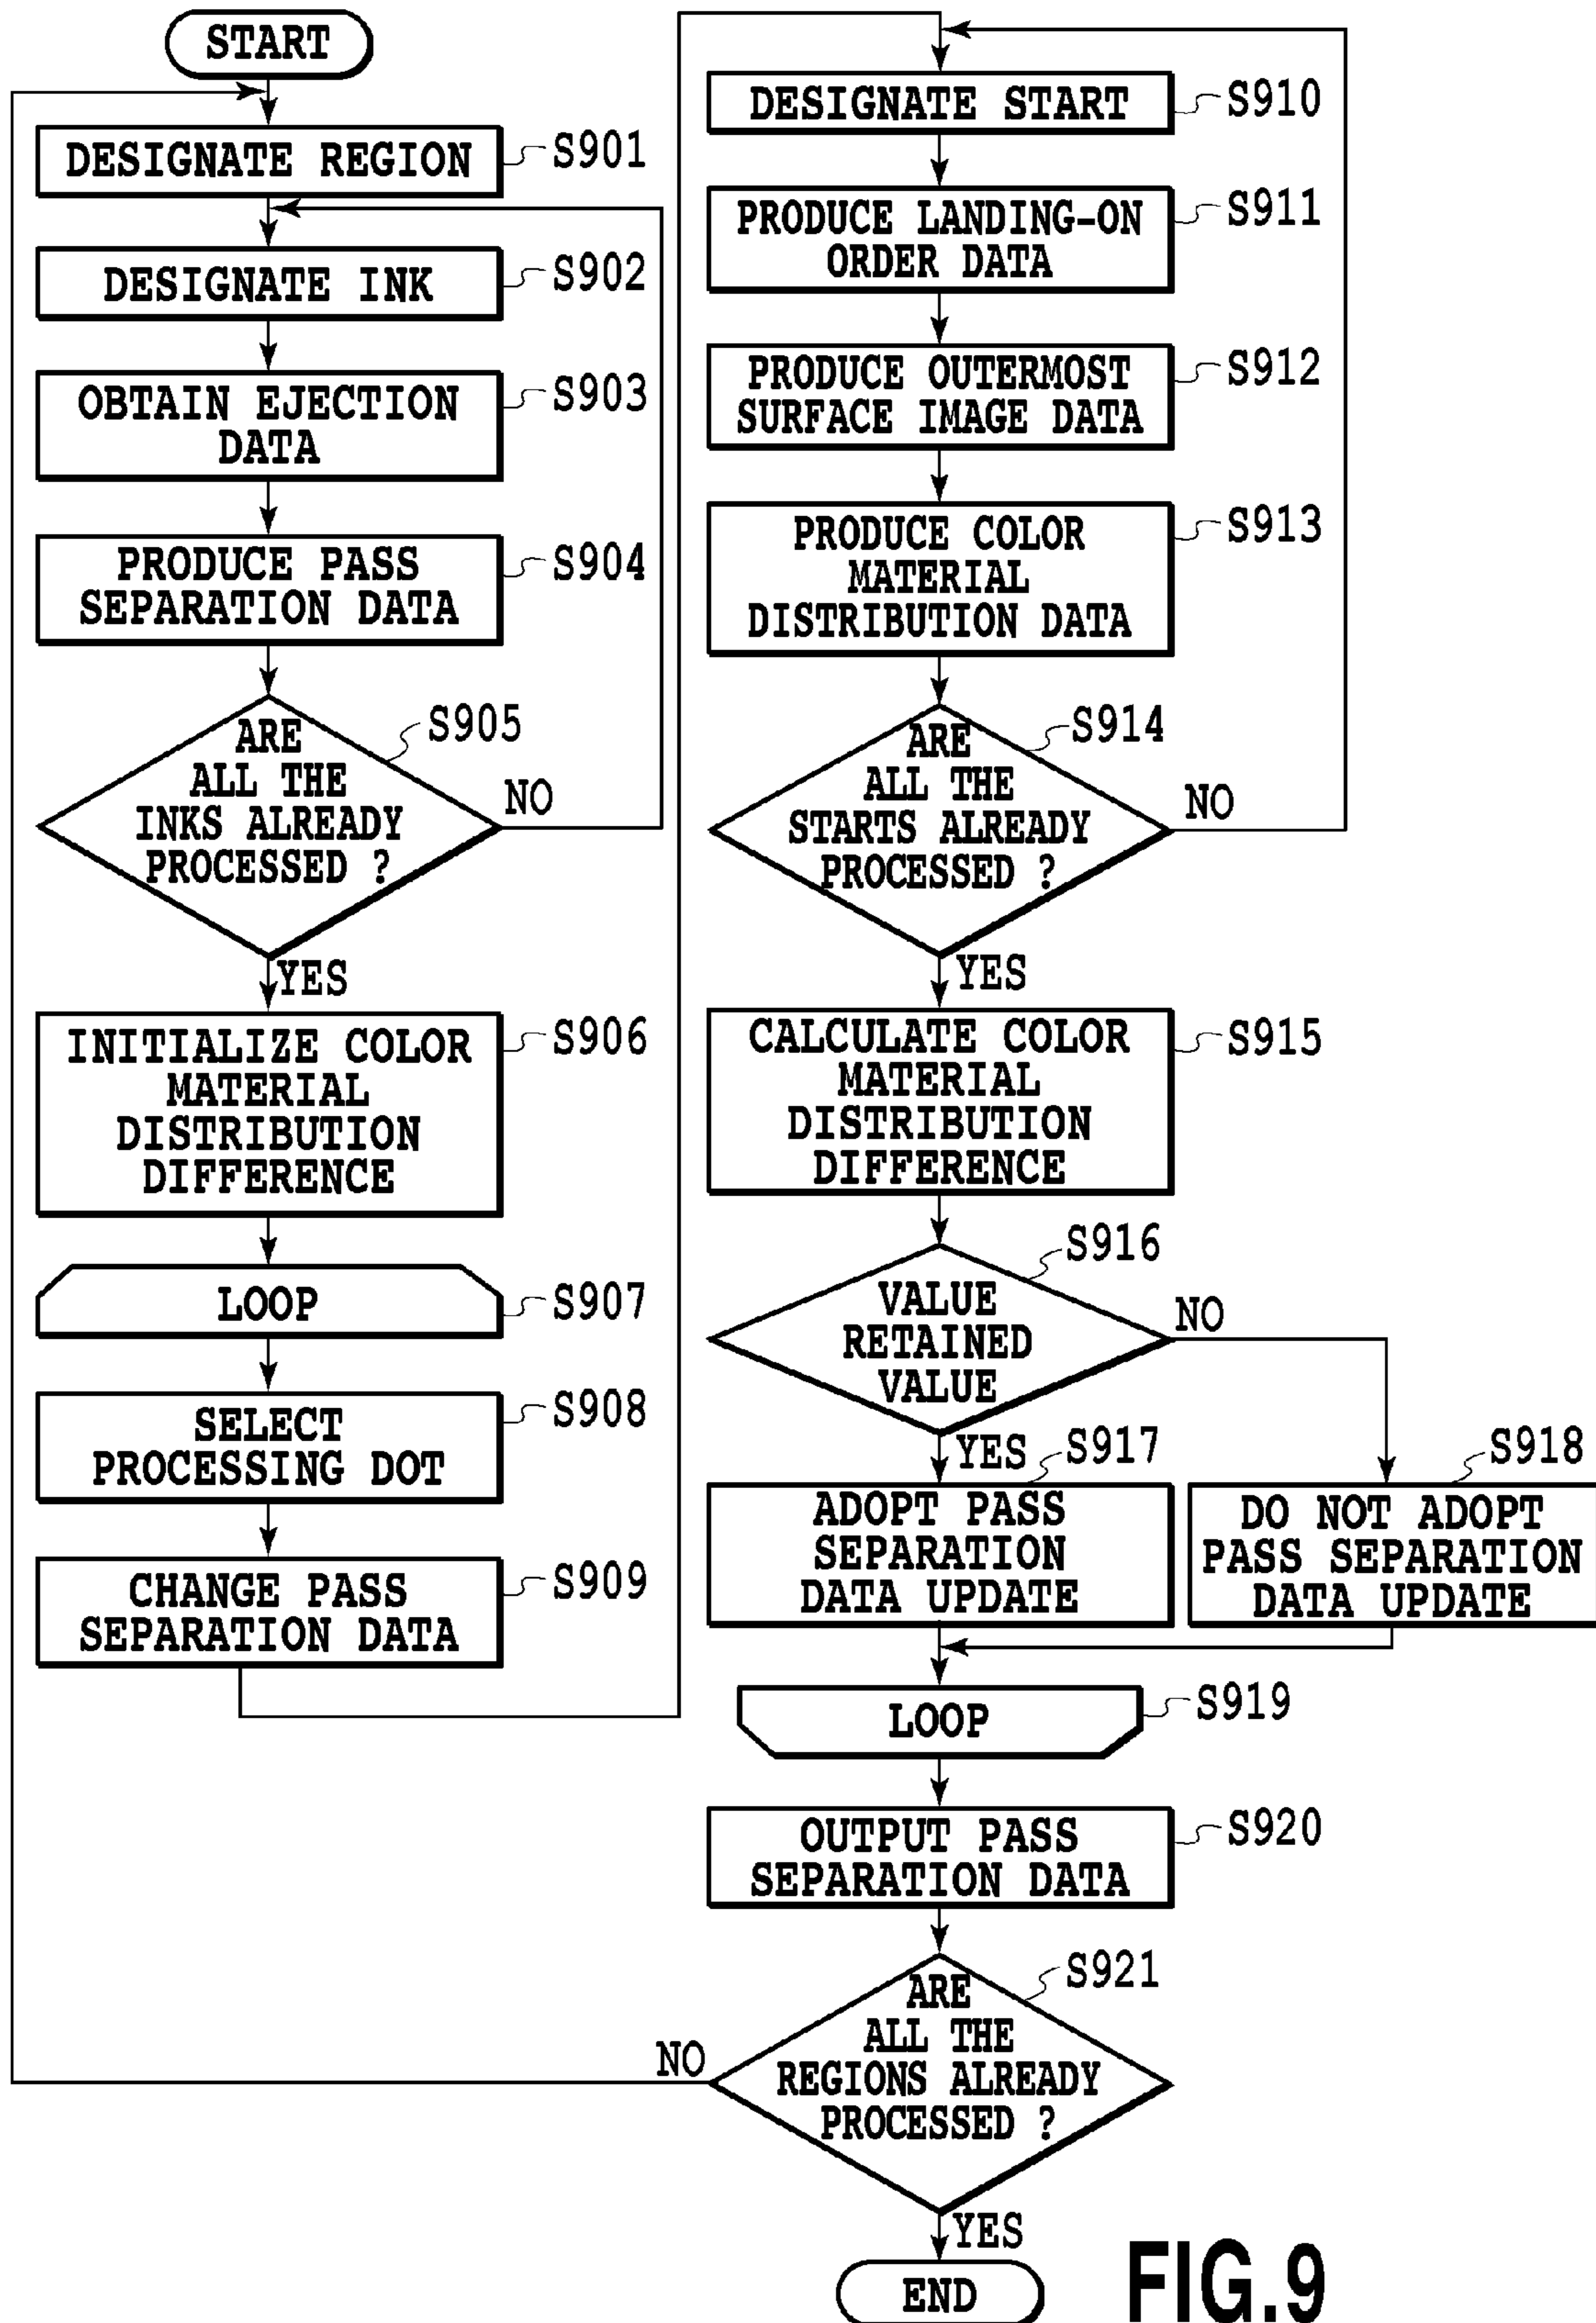 START
DESIGNATE REGION
S901
DESIGNATE INK
S902
OBTAIN EJECTION
DATA
S903
PRODUCE PASS
SEPARATION DATA
S904
ARE
ALL THE
INKS ALREADY
PROCESSED ?
S905
NO
YES
INITIALIZE COLOR
MATERIAL
DISTRIBUTION
DIFFERENCE
S906
LOOP
S907
SELECT
PROCESSING DOT
S908
CHANGE PASS
SEPARATION DATA
S909
DESIGNATE START
S910
PRODUCE LANDING-ON
ORDER DATA
S911
PRODUCE OUTERMOST
SURFACE IMAGE DATA
S912
PRODUCE COLOR
MATERIAL
DISTRIBUTION DATA
S913
ARE
ALL THE
STARTS ALREADY
PROCESSED ?
S914
NO
YES
CALCULATE COLOR
MATERIAL
DISTRIBUTION
DIFFERENCE
S915
VALUE
RETAINED
VALUE
S916
NO
YES
ADOPT PASS
SEPARATION
DATA UPDATE
S917
DO NOT ADOPT
PASS SEPARATION
DATA UPDATE
S918
LOOP
S919
OUTPUT PASS
SEPARATION DATA
S920
ARE
ALL THE
REGIONS ALREADY
PROCESSED ?
S921
NO
YES
END
FIG.9